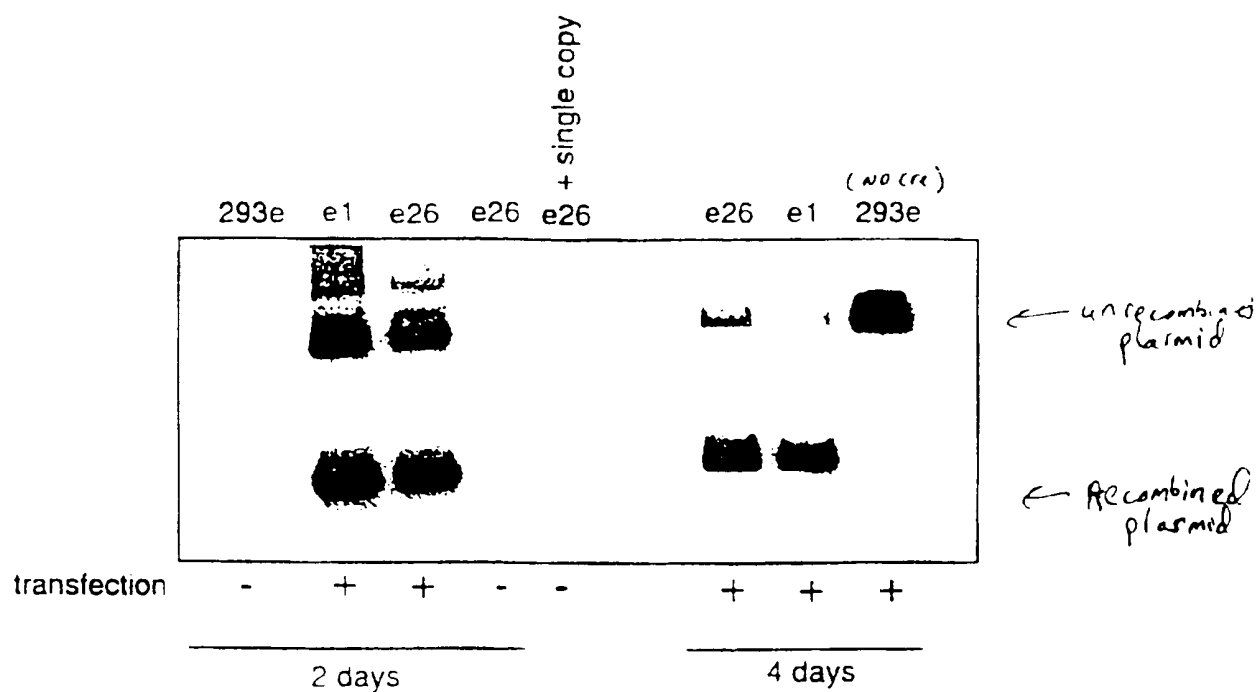 + single copy
(no cre)
293e e1 e26 e26 e26 e26 e1 293e
← unrecombined
plasmid
← Recombined
plasmid
transfection - + + - - + + +
2 days 4 days